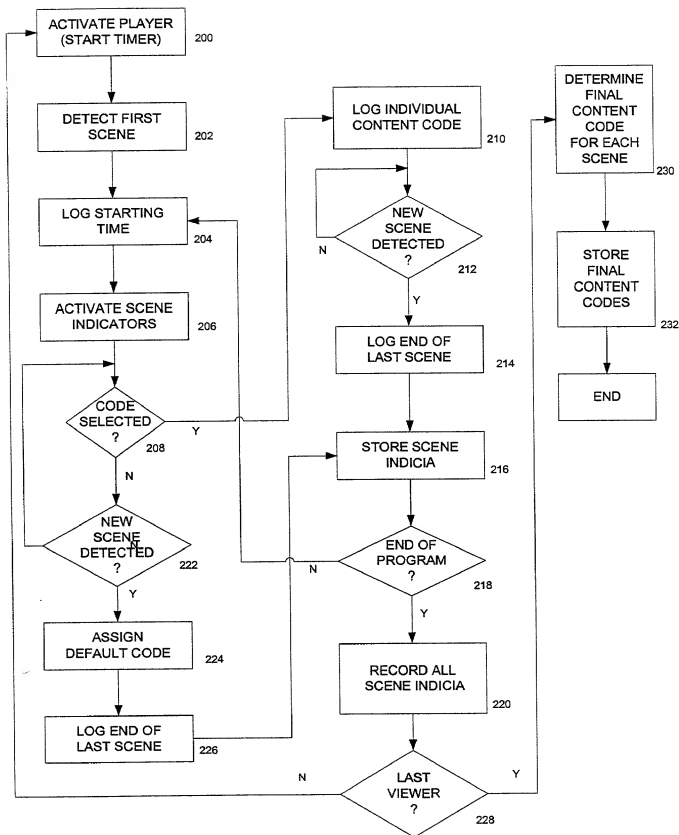 ACTIVATE PLAYER
(START TIMER)
200
DETECT FIRST
SCENE
202
LOG STARTING
TIME
204
ACTIVATE SCENE
INDICATORS
206
CODE
SELECTED
?
208
Y
N
NEW
SCENE
DETECTED
?
N
222
Y
ASSIGN
DEFAULT CODE
224
LOG END OF
LAST SCENE
226
LOG INDIVIDUAL
CONTENT CODE
210
NEW
SCENE
DETECTED
?
N
212
Y
LOG END OF
LAST SCENE
214
STORE SCENE
INDICIA
216
END OF
PROGRAM
?
N
218
Y
RECORD ALL
SCENE INDICIA
220
LAST
VIEWER
?
N
Y
228
DETERMINE
FINAL
CONTENT
CODE
FOR EACH
SCENE
230
STORE
FINAL
CONTENT
CODES
232
END